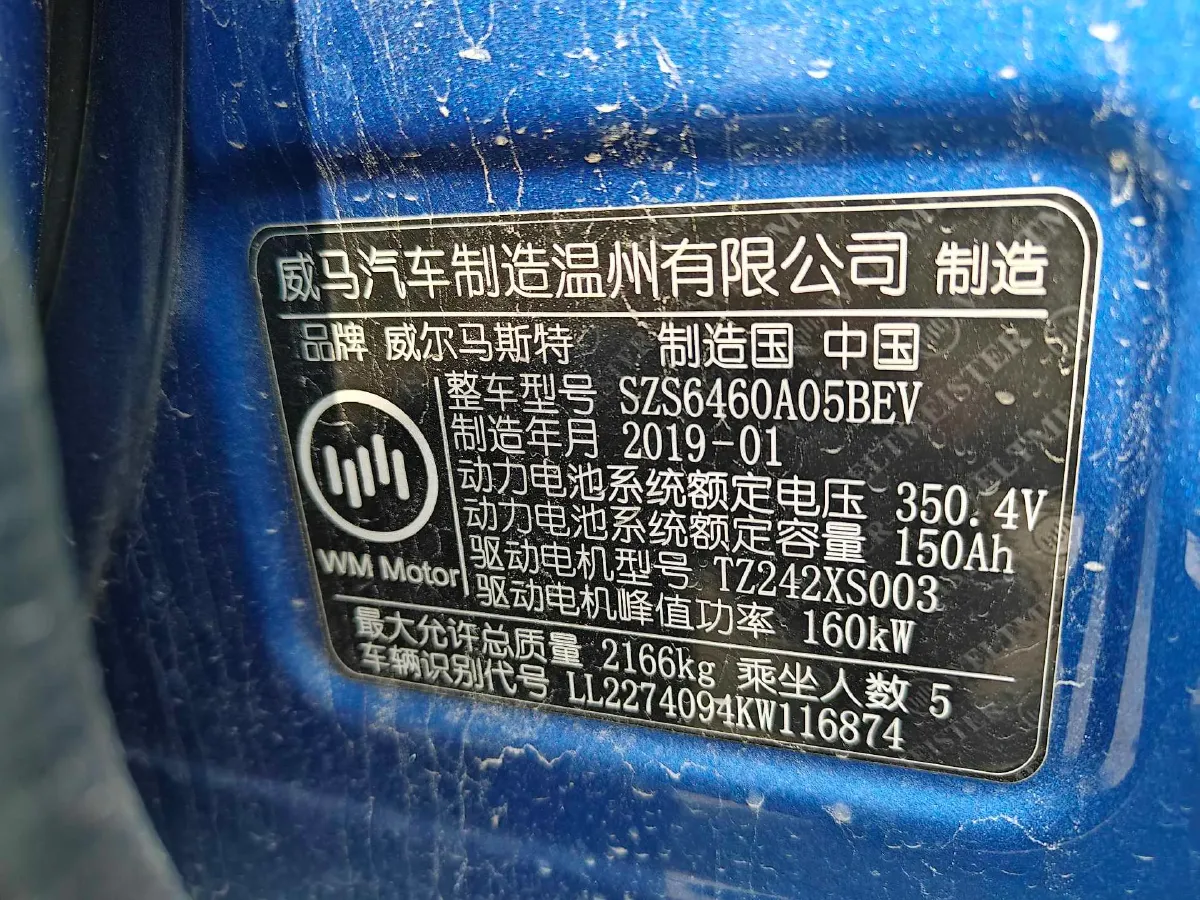 威马汽车制造温州有限公司 制造
品牌 威尔马斯特 制造国 中国
整车型号 SZS6460A05BEV
制造年月 2019-01
动力电池系统额定电压 350.4V
动力电池系统额定容量 150Ah
驱动电机型号 TZ242XS003
驱动电机峰值功率 160kW
WM Motor
最大允许总质量 2166kg 乘坐人数 5
车辆识别代号 LL2274094KW116874